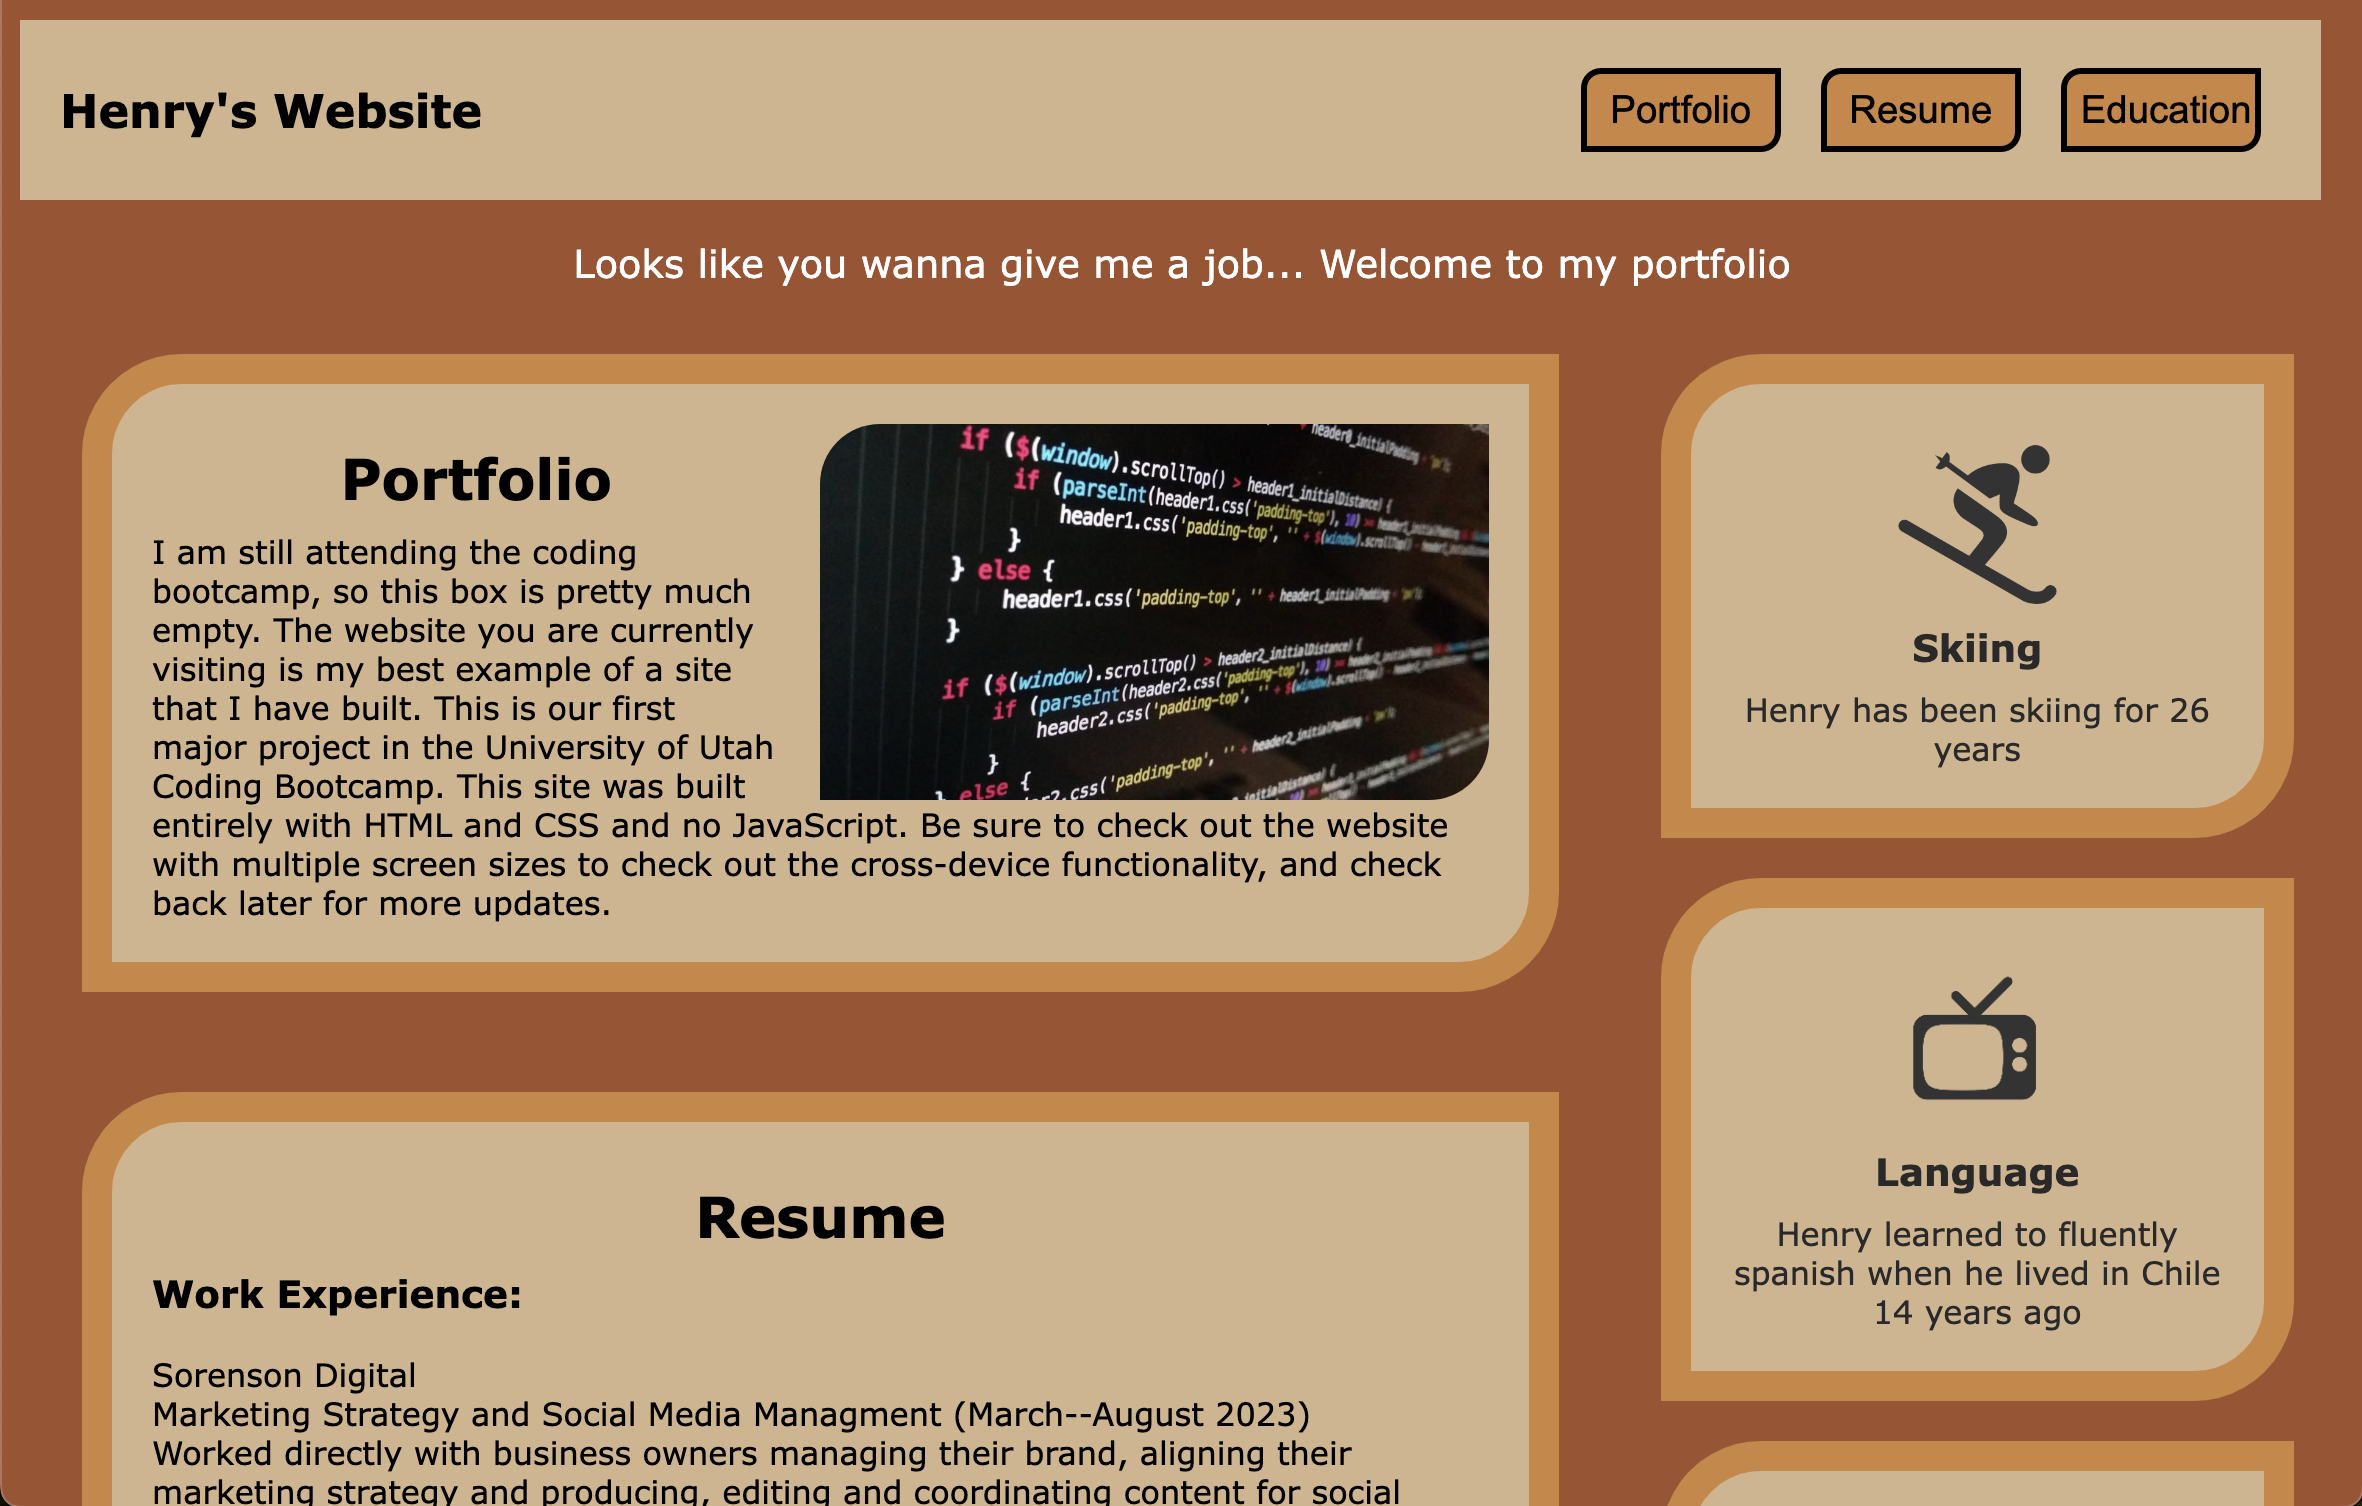 Henry's Website
Portfolio
Resume
Education
Looks like you wanna give me a job... Welcome to my portfolio
Portfolio
I am still attending the coding
bootcamp, so this box is pretty much
empty. The website you are currently
visiting is my best example of a site
that I have built. This is our first
major project in the University of Utah
Coding Bootcamp. This site was built
entirely with HTML and CSS and no JavaScript. Be sure to check out the website
with multiple screen sizes to check out the cross-device functionality, and check
back later for more updates.
header0_initialPadding
if ($(window).scrollTop() > header1_initialDistance) {
if (parseInt(header1.css('padding-top'), 10) >=
header1.css('padding-top', '' + $(window).scrollTop()
}
} else {
header1.css('padding-top', '' + header1_initialPadding +
}
if ($(window).scrollTop() > header2_initialDistance) {
if (parseInt(header2.css('padding-top'), 10) >=
header2.css('padding-top', '' + $(window).scrollTop()
}
} else {
header2.css('padding-top', '' + header2_initialPadding +
Skiing
Henry has been skiing for 26
years
Language
Henry learned to fluently
spanish when he lived in Chile
14 years ago
Resume
Work Experience:
Sorenson Digital
Marketing Strategy and Social Media Managment (March--August 2023)
Worked directly with business owners managing their brand, aligning their
marketing strategy and producing, editing and coordinating content for social